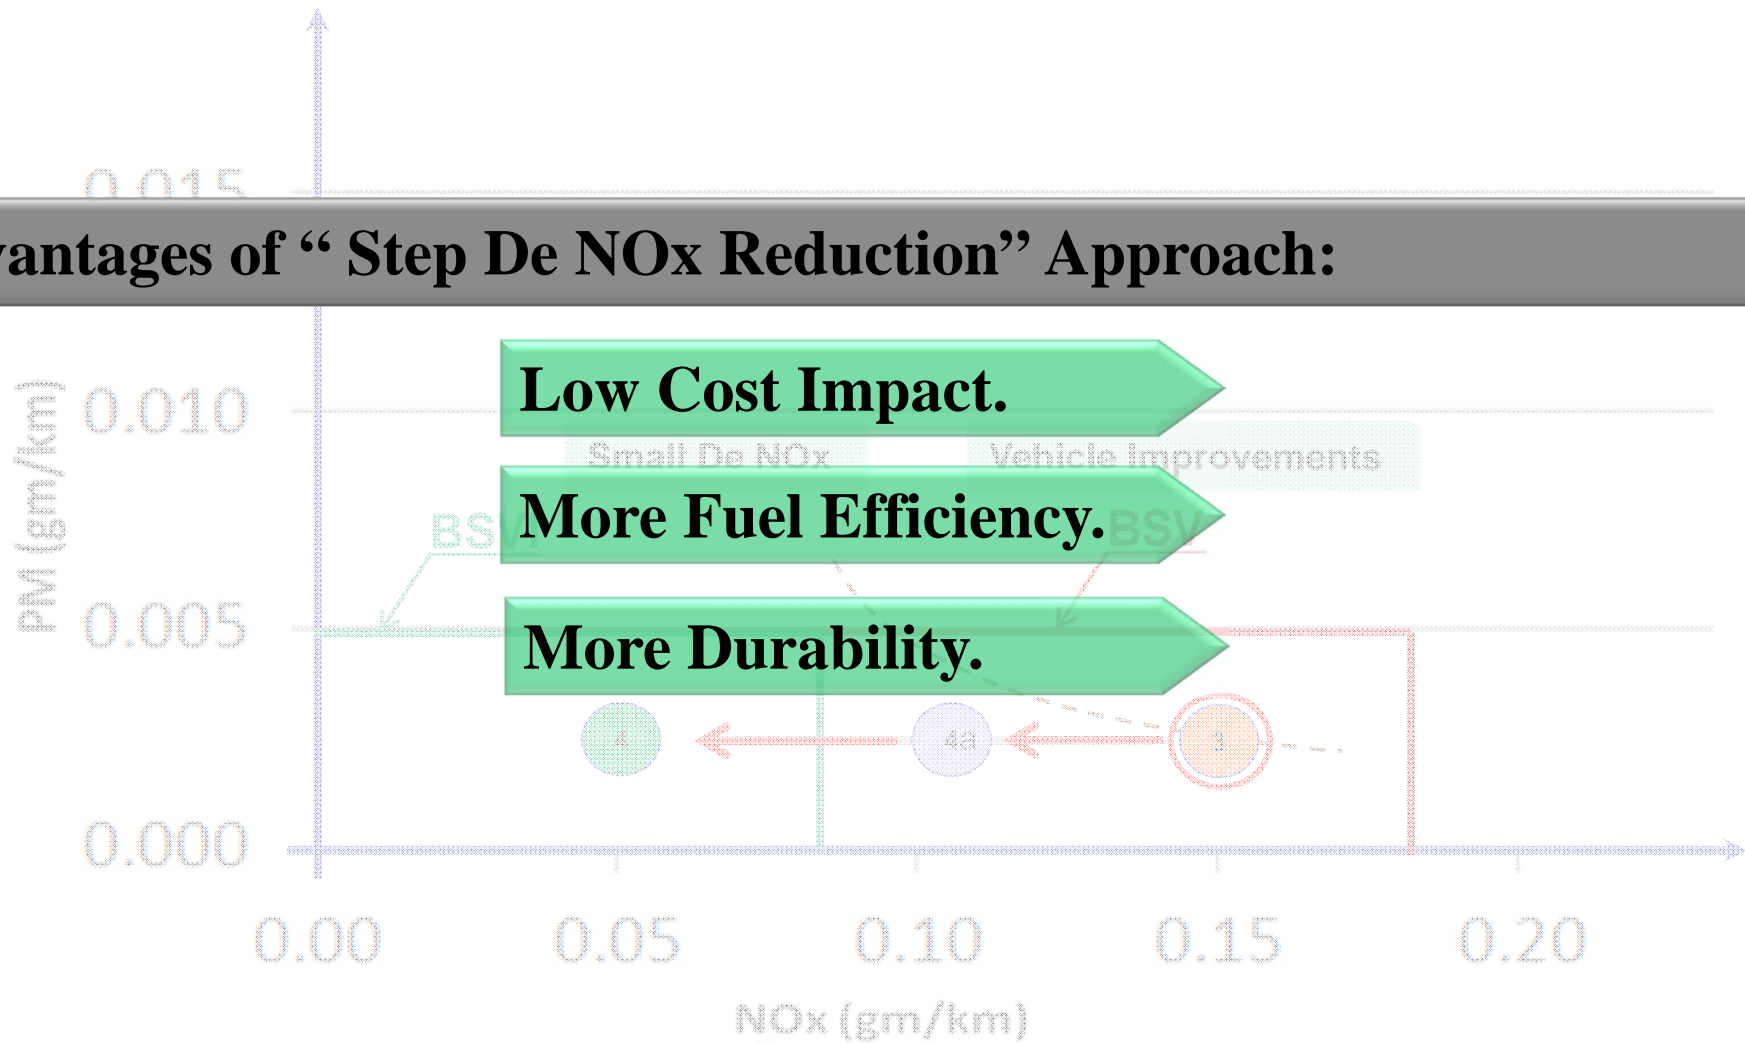 0.015
vantages of “ Step De NOx Reduction” Approach:
Low Cost Impact.
0.010
Small De NOx
Vehicle Improvements
More Fuel Efficiency.
BSVI
BSV
PM (gm/km)
0.005
More Durability.
4a
3
0.000
0.00 0.05 0.10 0.15 0.20
NOx (gm/km)